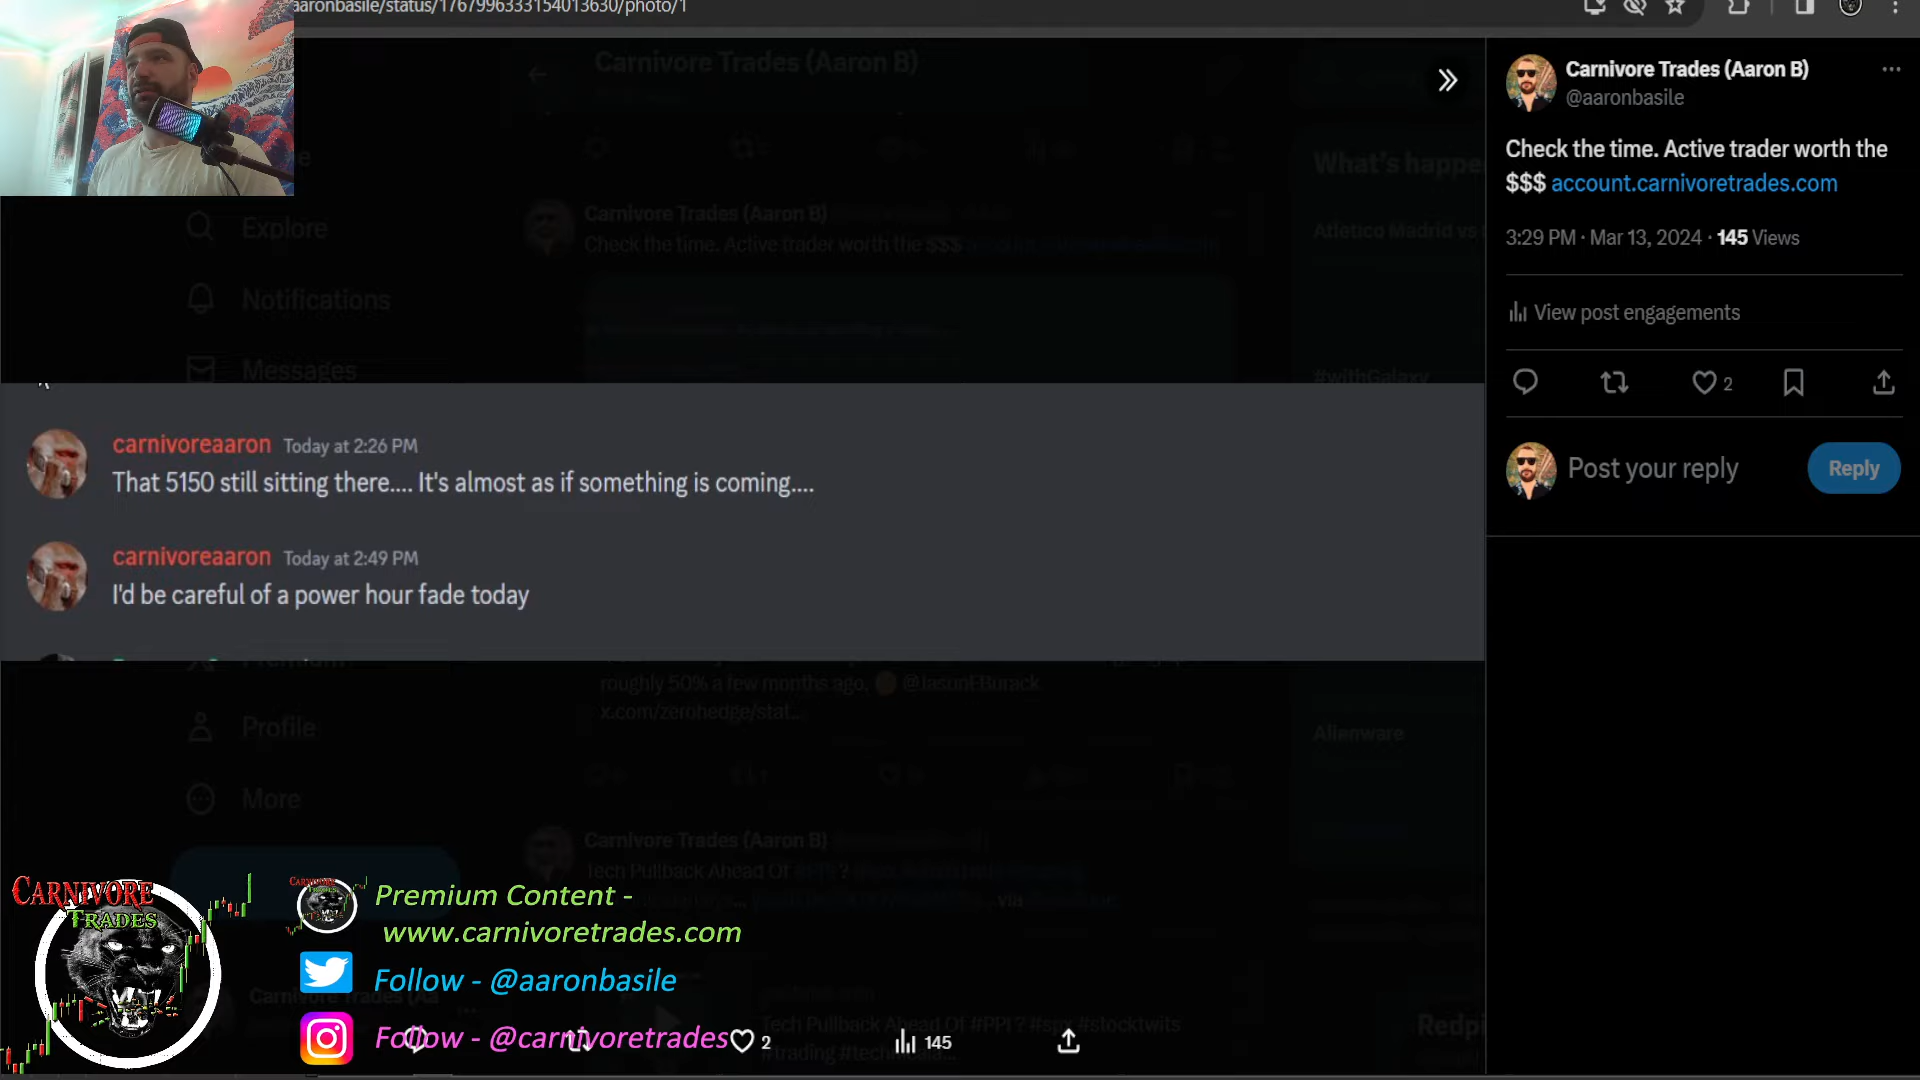 aaronbasile/status/1767996333154013630/photo/1
Carnivore Trades (Aaron B)
What's happe
Carnivore Trades (Aaron B)
Check the time. Active trader worth the $$$
Atletico Madrid vs
Explore
Notifications
Messages
#withGalaxy
carnivoreaaron Today at 2:26 PM
That 5150 still sitting there.... It's almost as if something is coming....
carnivoreaaron Today at 2:49 PM
I'd be careful of a power hour fade today
Premium
roughly 50% a few months ago, @JasonEBurack
x.com/zerohedge/stat...
Profile
Alienware
More
Carnivore Trades (Aaron B)
Tech Pullback Ahead Of #PPI?
Carnivore Trades (Aa
Tech Pullback Ahead Of #PPI? #spx #stocktwits
Redpi
CARNIVORE
TRADES
Premium Content -
www.carnivoretrades.com
Follow - @aaronbasile
Follow - @carnivoretrades
2
145
Carnivore Trades (Aaron B)
@aaronbasile
Check the time. Active trader worth the
$$$ account.carnivoretrades.com
3:29 PM · Mar 13, 2024 · 145 Views
View post engagements
2
Post your reply
Reply